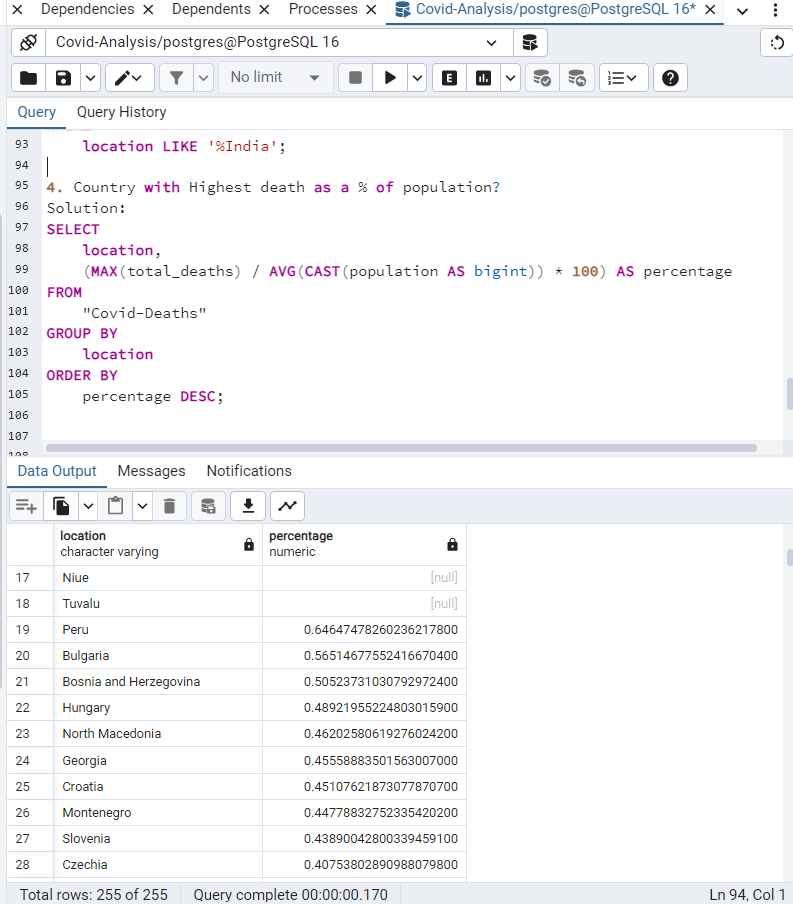 Dependencies Dependents Processes Covid-Analysis/postgres@PostgreSQL 16*
Covid-Analysis/postgres@PostgreSQL 16
No limit
E
Query Query History
93 location LIKE '%India';
94
95 4. Country with Highest death as a % of population?
96 Solution:
97 SELECT
98 location,
99 (MAX(total_deaths) / AVG(CAST(population AS bigint)) * 100) AS percentage
100 FROM
101 "Covid-Deaths"
102 GROUP BY
103 location
104 ORDER BY
105 percentage DESC;
106
107
108
Data Output Messages Notifications
location percentage
character varying numeric
17 Niue [null]
18 Tuvalu [null]
19 Peru 0.64647478260236217800
20 Bulgaria 0.56514677552416670400
21 Bosnia and Herzegovina 0.50523731030792972400
22 Hungary 0.48921955224803015900
23 North Macedonia 0.46202580619276024200
24 Georgia 0.45558883501563007000
25 Croatia 0.45107621873077870700
26 Montenegro 0.44778832752335420200
27 Slovenia 0.43890042800339459100
28 Czechia 0.40753802890988079800
Total rows: 255 of 255 Query complete 00:00:00.170 Ln 94, Col 1